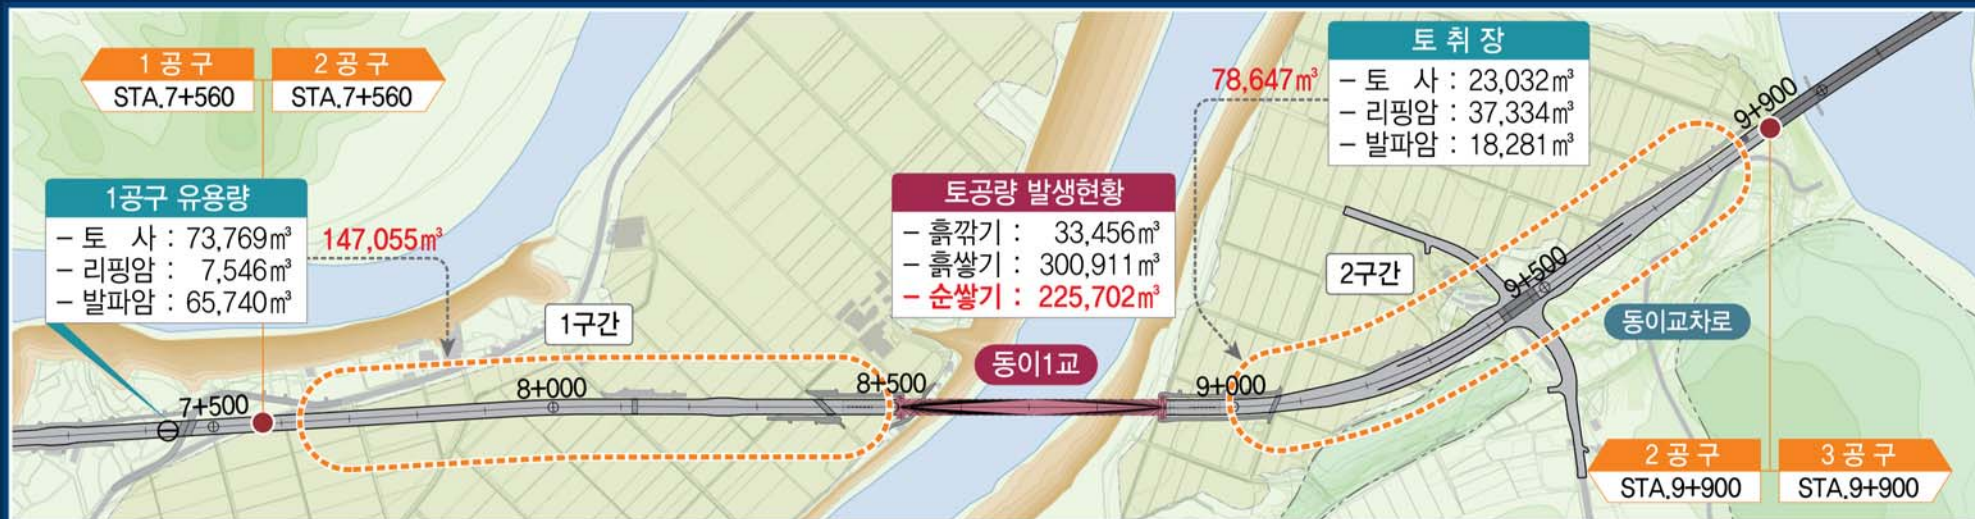 1 공 구
2 공 구
STA.7+560
STA.7+560
토 취 장
- 토 사 : 23,032㎥
- 리핑암 : 37,334㎥
- 발파암 : 18,281㎥
78,647㎥
9+900
1공구 유용량
- 토 사 : 73,769㎥
- 리핑암 : 7,546㎥
- 발파암 : 65,740㎥
147,055㎥
토공량 발생현황
- 흙깎기 : 33,456㎥
- 흙쌓기 : 300,911㎥
- 순쌓기 : 225,702㎥
1구간
2구간
9+500
동이교차로
동이1교
7+500
8+000
8+500
9+000
2 공 구
3 공 구
STA.9+900
STA.9+900